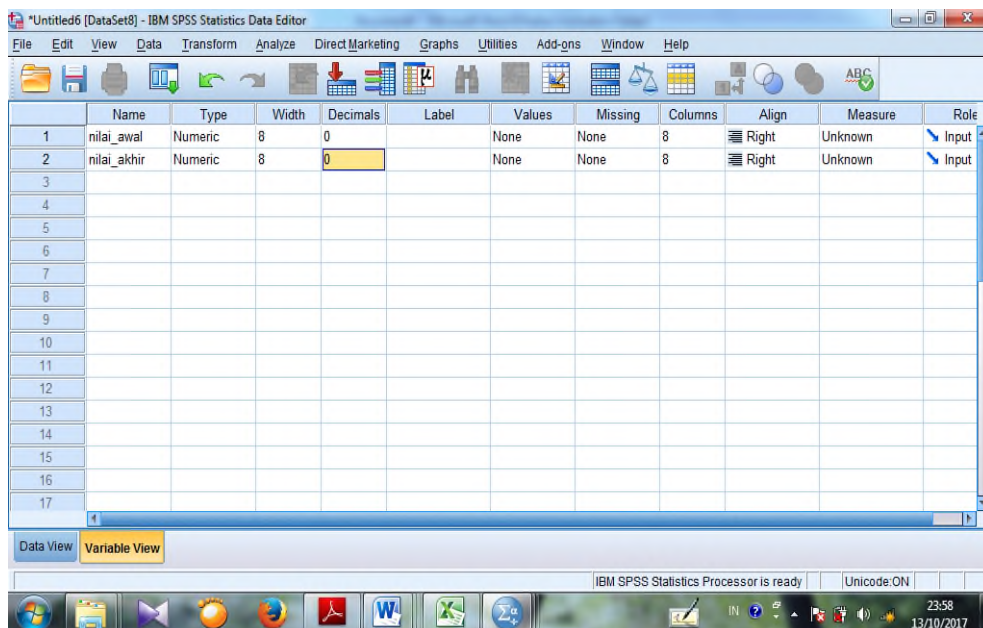 *Untitled6 [DataSet8] - IBM SPSS Statistics Data Editor
File Edit View Data Transform Analyze Direct Marketing Graphs Utilities Add-ons Window Help
Name Type Width Decimals Label Values Missing Columns Align Measure Role
1 nilai_awal Numeric 8 0 None None 8 Right Unknown Input
2 nilai_akhir Numeric 8 0 None None 8 Right Unknown Input
3
4
5
6
7
8
9
10
11
12
13
14
15
16
17
Data View Variable View
IBM SPSS Statistics Processor is ready Unicode:ON
IN 23:58
13/10/2017